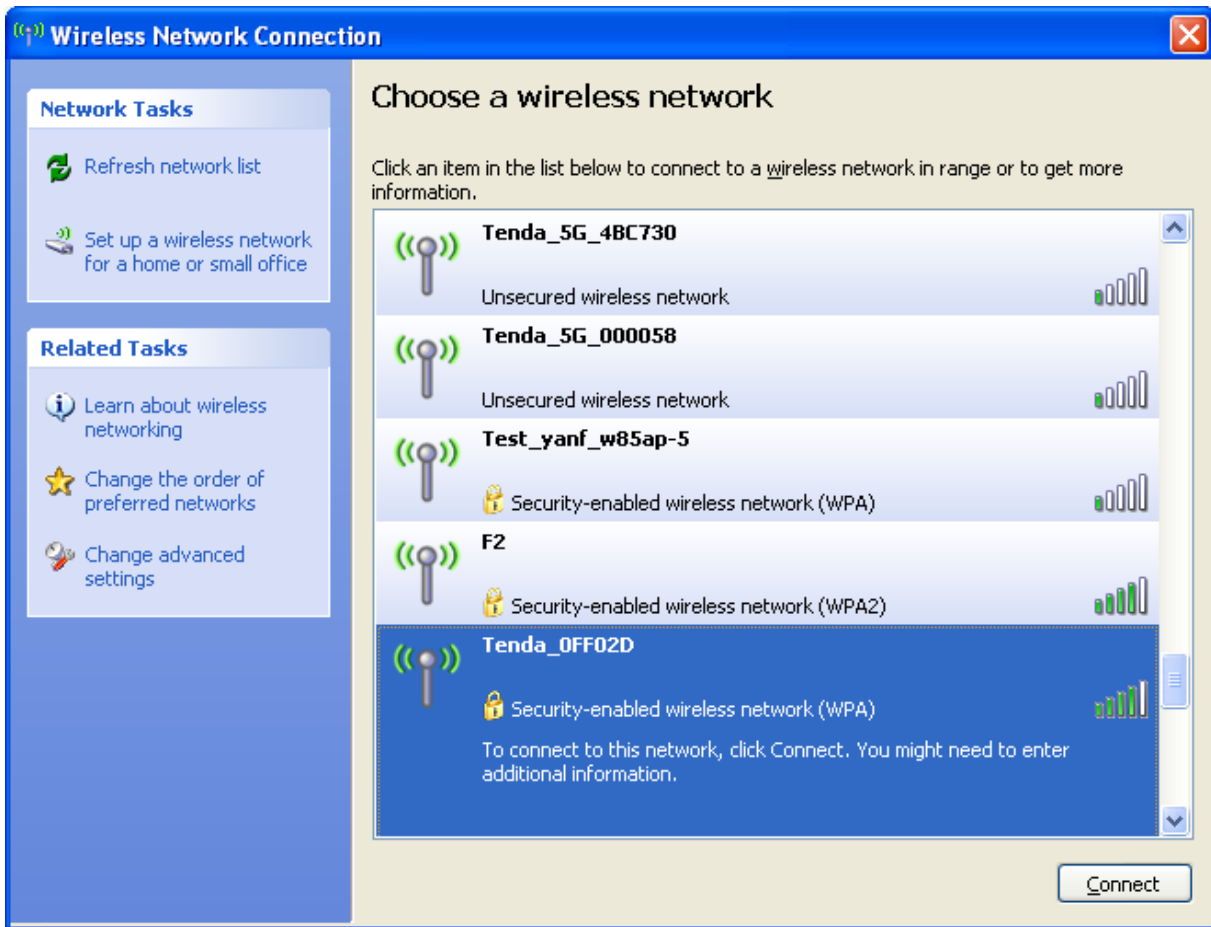 Wireless Network Connection
Network Tasks
Refresh network list
Set up a wireless network
for a home or small office
Related Tasks
Learn about wireless
networking
Change the order of
preferred networks
Change advanced
settings
Choose a wireless network
Click an item in the list below to connect to a wireless network in range or to get more
information.
Tenda_5G_4BC730
Unsecured wireless network
Tenda_5G_000058
Unsecured wireless network
Test_yanf_w85ap-5
Security-enabled wireless network (WPA)
F2
Security-enabled wireless network (WPA2)
Tenda_0FF02D
Security-enabled wireless network (WPA)
To connect to this network, click Connect. You might need to enter
additional information.
Connect